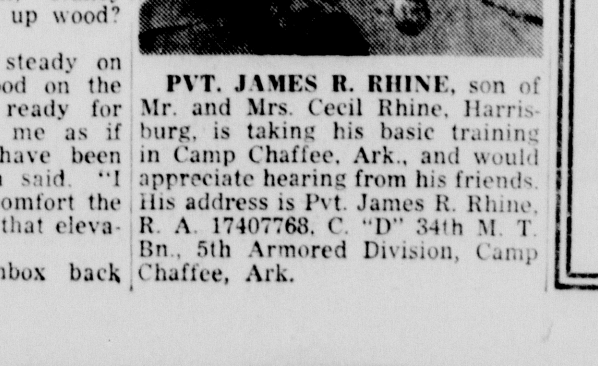 up wood?
steady on
od on the
ready for
me as if
have been
said. "I
omfort the
that eleva-
box back
PVT. JAMES R. RHINE, son of
Mr. and Mrs. Cecil Rhine, Harris-
burg, is taking his basic training
in Camp Chaffee, Ark., and would
appreciate hearing from his friends.
His address is Pvt. James R. Rhine,
R. A. 17407768, C. "D" 34th M. T.
Bn., 5th Armored Division, Camp
Chaffee, Ark.